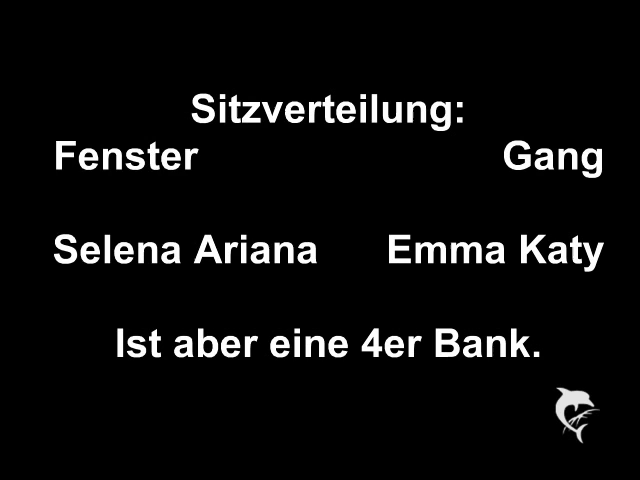 Sitzverteilung:
Fenster Gang
Selena Ariana Emma Katy
Ist aber eine 4er Bank.